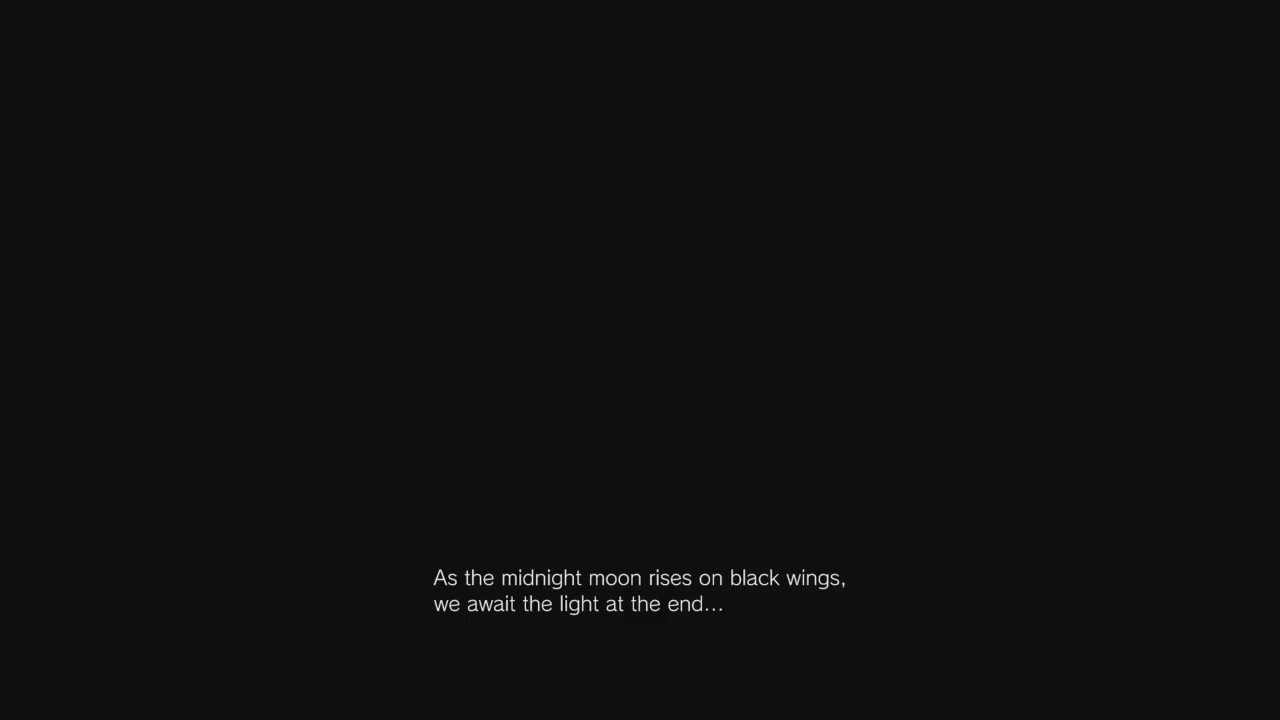 As the midnight moon rises on black wings,
we await the light at the end...